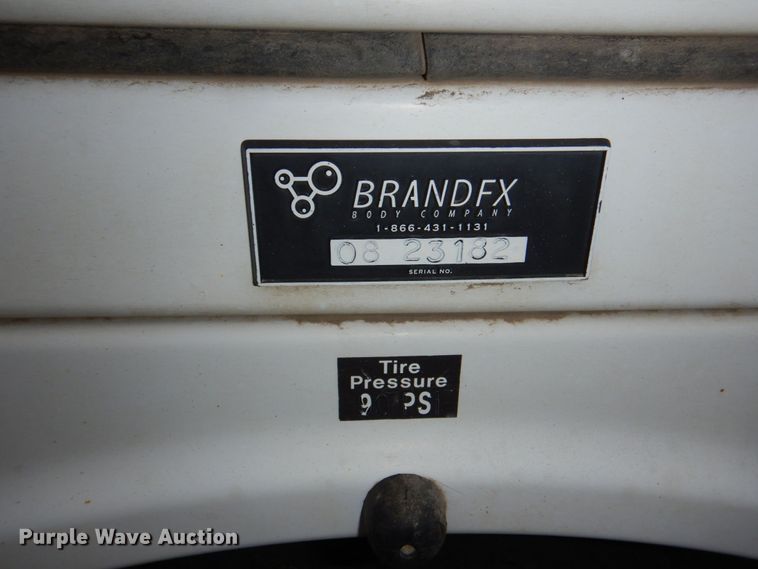 BRANDFX
BODY COMPANY
1-866-431-1131
08 23182
SERIAL NO.
Tire
Pressure
Purple Wave Auction